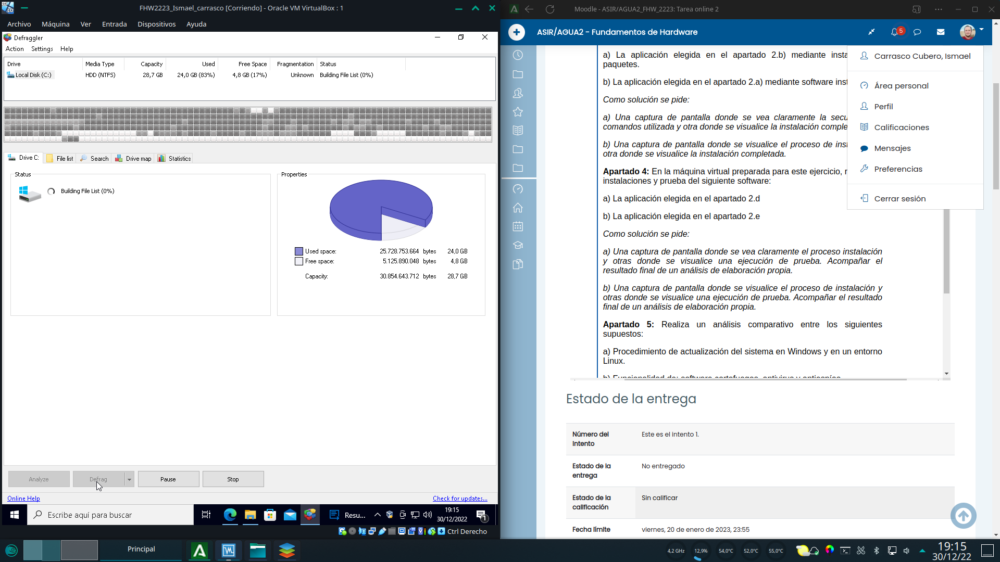 FHW2223_Ismael_carrasco [Corriendo] - Oracle VM VirtualBox : 1
Archivo Máquina Ver Entrada Dispositivos Ayuda
Defraggler
Action Settings Help
Drive Media Type Capacity Used Free Space Fragmentation Status
Local Disk (C:) HDD (NTFS) 28,7 GB 24,0 GB (83%) 4,8 GB (17%) Unknown Building File List (0%)
Drive C: File list Search Drive map Statistics
Status
Building File List (0%)
Properties
Used space: 25.728.753.664 bytes 24,0 GB
Free space: 5.125.890.048 bytes 4,8 GB
Capacity: 30.854.643.712 bytes 28,7 GB
Analyze Defrag Pause Stop
Online Help Check for updates...
Escribe aquí para buscar
Resu...
19:15
30/12/2022
1
Ctrl Derecho
Moodle - ASIR/AGUA2_FHW_2223: Tarea online 2
ASIR/AGUA2 - Fundamentos de Hardware
5
a) La aplicación elegida en el apartado 2.b) mediante insta
paquetes.
b) La aplicación elegida en el apartado 2.a) mediante software inst
Como solución se pide:
a) Una captura de pantalla donde se vea claramente la secu
comandos utilizada y otra donde se visualice la instalación comple
b) Una captura de pantalla donde se visualice el proceso de inst
otra donde se visualice la instalación completada.
Apartado 4: En la máquina virtual preparada para este ejercicio, r
instalaciones y prueba del siguiente software:
a) La aplicación elegida en el apartado 2.d
b) La aplicación elegida en el apartado 2.e
Como solución se pide:
a) Una captura de pantalla donde se vea claramente el proceso instalación
y otras donde se visualice una ejecución de prueba. Acompañar el
resultado final de un análisis de elaboración propia.
b) Una captura de pantalla donde se visualice el proceso de instalación y
otras donde se visualice una ejecución de prueba. Acompañar el resultado
final de un análisis de elaboración propia.
Apartado 5: Realiza un análisis comparativo entre los siguientes
supuestos:
a) Procedimiento de actualización del sistema en Windows y en un entorno
Linux.
b) Funcionalidad de: software cortafuegos, antivirus y antiespías
Carrasco Cubero, Ismael
Área personal
Perfil
Calificaciones
Mensajes
Preferencias
Cerrar sesión
Estado de la entrega
Número del
intento
Este es el intento 1.
Estado de la
entrega
No entregado
Estado de la
calificación
Sin calificar
Fecha límite
viernes, 20 de enero de 2023, 23:55
Principal
4,2 GHz
12,9%
54,0°C
52,0°C
55,0°C
19:15
30/12/22